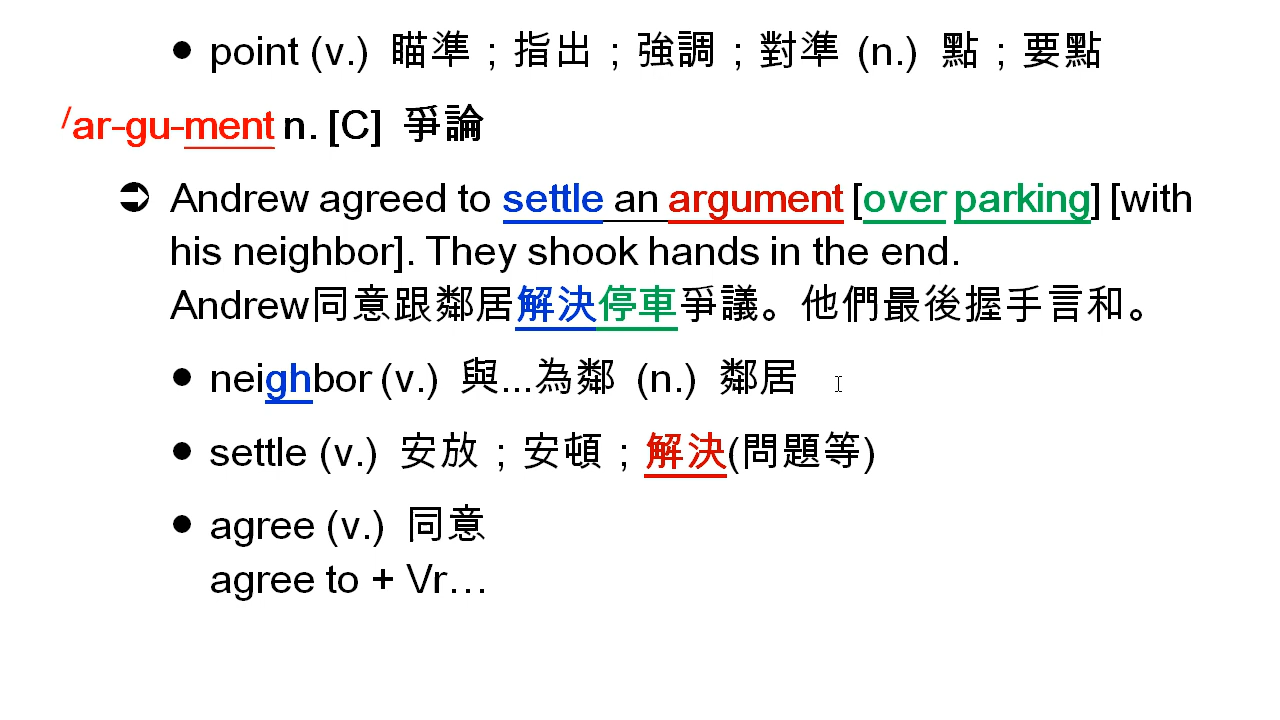 ● point (v.) 瞄準；指出；強調；對準 (n.) 點；要點
/ar-gu-ment n. [C] 爭論
➲ Andrew agreed to settle an argument [over parking] [with
his neighbor]. They shook hands in the end.
Andrew同意跟鄰居解決停車爭議。他們最後握手言和。
● neighbor (v.) 與...為鄰 (n.) 鄰居
● settle (v.) 安放；安頓；解決(問題等)
● agree (v.) 同意
agree to + Vr…